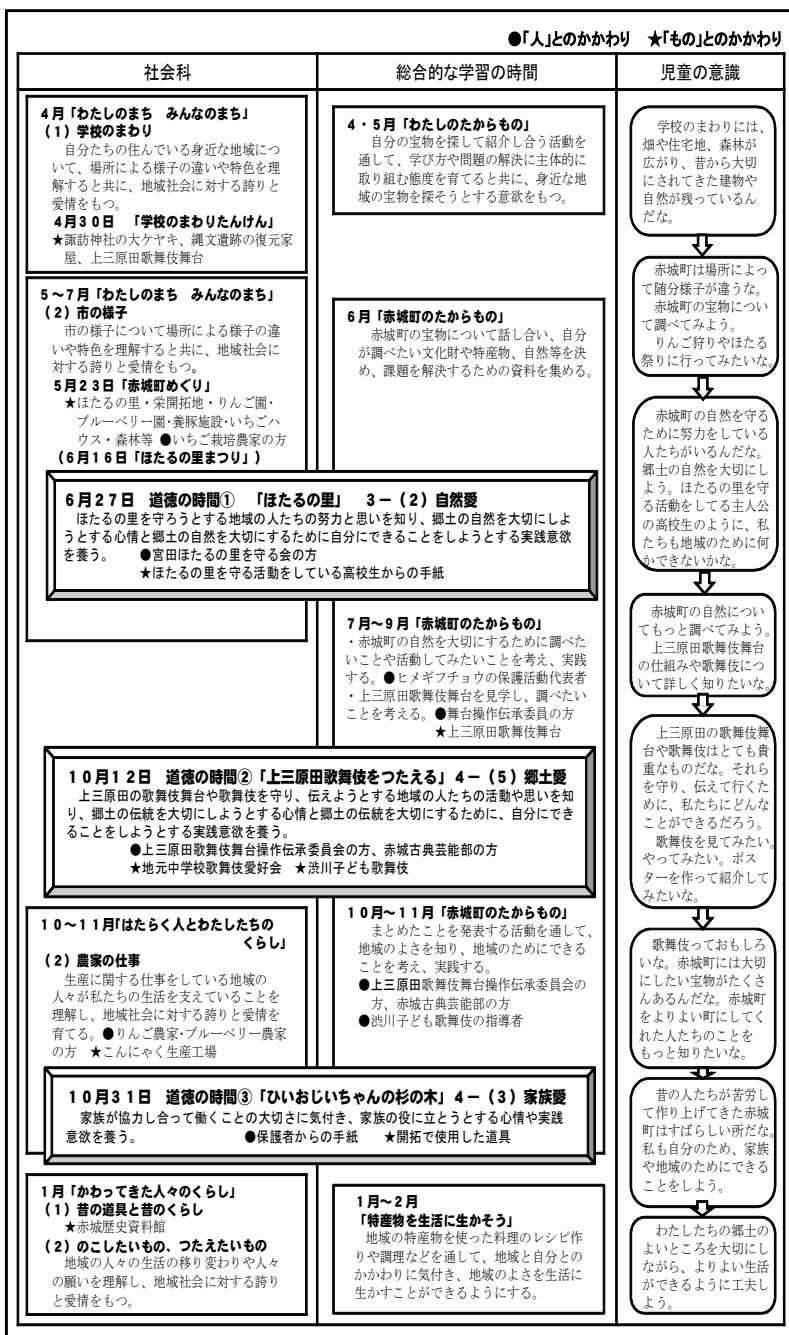 ●「人」とのかかわり　★「もの」とのかかわり
社会科
総合的な学習の時間
児童の意識
４月「わたしのまち　みんなのまち」
（１）学校のまわり
自分たちの住んでいる身近な地域につ
いて、場所による様子の違いや特色を理
解すると共に、地域社会に対する誇りと
愛情をもつ。
４月３０日　「学校のまわりたんけん」
★諏訪神社の大ケヤキ、縄文遺跡の復元家
屋、上三原田歌舞伎舞台
４・５月「わたしのたからもの」
自分の宝物を探して紹介し合う活動を
通して、学び方や問題の解決に主体的に
取り組む態度を育てると共に、身近な地
域の宝物を探そうとする意欲をもつ。
学校のまわりには、
畑や住宅地、森林が
広がり、昔から大切
にされてきた建物や
自然が残っているん
だな。
５～７月「わたしのまち　みんなのまち」
（２）市の様子
市の様子について場所による様子の違
いや特色を理解すると共に、地域社会に
対する誇りと愛情をもつ。
５月２３日「赤城町めぐり」
★ほたるの里・栄開拓地・りんご園・
ブルーベリー園・養豚施設・いちごハ
ウス・森林等　●いちご栽培農家の方
（６月１６日「ほたるの里まつり」）
６月「赤城町のたからもの」
赤城町の宝物について話し合い、自分
が調べたい文化財や特産物、自然等を決
め、課題を解決するための資料を集める。
赤城町は場所によっ
て随分様子が違うな。
赤城町の宝物につい
て調べてみよう。
りんご狩りやほたる
祭りに行ってみたいな。
６月２７日　道徳の時間①　「ほたるの里」　３－（２）自然愛
ほたるの里を守ろうとする地域の人たちの努力と思いを知り、郷土の自然を大切にしよ
うとする心情と郷土の自然を大切にするために自分にできることをしようとする実践意欲
を養う。　●宮田ほたるの里を守る会の方
★ほたるの里を守る活動をしている高校生からの手紙
赤城町の自然を守る
ために努力をしている
人たちがいるんだな。
郷土の自然を大切にし
よう。ほたるの里を守
る活動をしてる主人公
の高校生のように、私
たちも地域のために何
かできないかな。
７月～９月「赤城町のたからもの」
・赤城町の自然を大切にするために調べた
いことや活動してみたいことを考え、実践
する。●ヒメギフチョウの保護活動代表者
・上三原田歌舞伎舞台を見学し、調べたい
ことを考える。●舞台操作伝承委員の方
★上三原田歌舞伎舞台
赤城町の自然につい
てもっと調べてみよう。
上三原田歌舞伎舞台
の仕組みや歌舞伎につ
いて詳しく知りたいな。
１０月１２日　道徳の時間②「上三原田歌舞伎をつたえる」４－（５）郷土愛
上三原田の歌舞伎舞台や歌舞伎を守り、伝えようとする地域の人たちの活動や思いを知
り、郷土の伝統を大切にしようとする心情と郷土の伝統を大切にするために、自分にでき
ることをしようとする実践意欲を養う。
●上三原田歌舞伎舞台操作伝承委員会の方、赤城古典芸能部の方
★地元中学校歌舞伎愛好会　★渋川子ども歌舞伎
上三原田の歌舞伎舞
台や歌舞伎はとても貴
重なものだな。それら
を守り、伝えて行くた
めに、私たちにどんな
ことができるだろう。
歌舞伎を見てみたい。
やってみたい。ポス
ターを作って紹介して
みたいな。
１０～１１月「はたらく人とわたしたちの
くらし」
（２）農家の仕事
生産に関する仕事をしている地域の
人々が私たちの生活を支えていることを
理解し、地域社会に対する誇りと愛情を
育てる。●りんご農家・ブルーベリー農家
の方　★こんにゃく生産工場
１０月～１１月「赤城町のたからもの」
まとめたことを発表する活動を通して、
地域のよさを知り、地域のためにできる
ことを考え、実践する。
●上三原田歌舞伎舞台操作伝承委員会の
方、赤城古典芸能部の方
●渋川子ども歌舞伎の指導者
歌舞伎っておもしろ
いな。赤城町には大切
にしたい宝物がたくさ
んあるんだな。赤城町
をよりよい町にしてく
れた人たちのことを
もっと知りたいな。
１０月３１日　道徳の時間③「ひいおじいちゃんの杉の木」４－（３）家族愛
家族が協力し合って働くことの大切さに気付き、家族の役に立とうとする心情や実践
意欲を養う。　●保護者からの手紙　★開拓で使用した道具
昔の人たちが苦労し
て作り上げてきた赤城
町はすばらしい所だな。
私も自分のため、家族
や地域のためにできる
ことをしよう。
１月「かわってきた人々のくらし」
（１）昔の道具と昔のくらし
★赤城歴史資料館
（２）のこしたいもの、つたえたいもの
地域の人々の生活の移り変わりや人々
の願いを理解し、地域社会に対する誇り
と愛情をもつ。
１月～２月
「特産物を生活に生かそう」
地域の特産物を使った料理のレシピ作
りや調理などを通して、地域と自分との
かかわりに気付き、地域のよさを生活に
生かすことができるようにする。
わたしたちの郷土の
よいところを大切にし
ながら、よりよい生活
ができるように工夫し
よう。